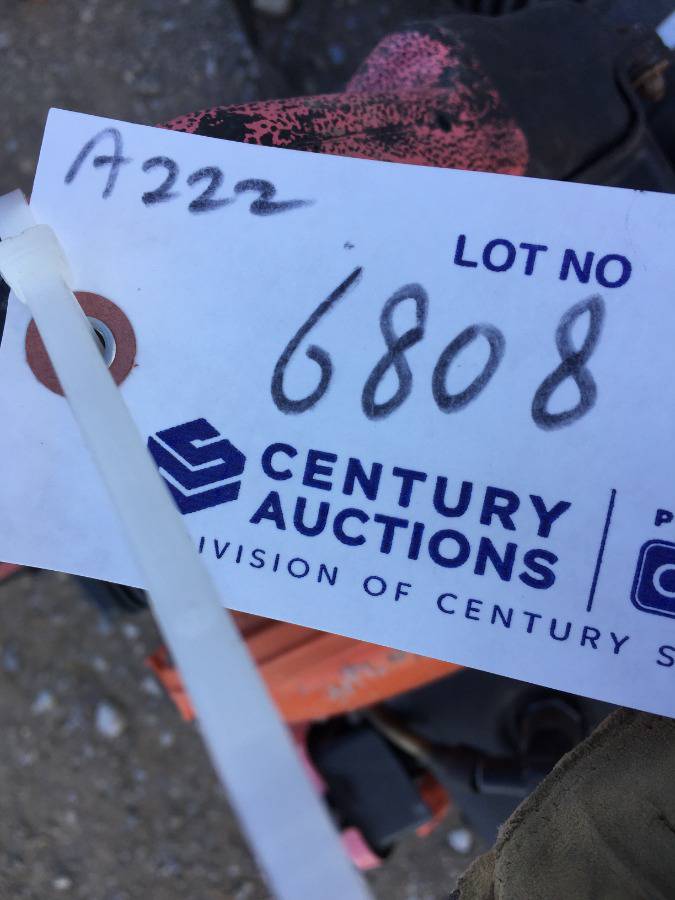 A222
LOT NO
6808
CENTURY
AUCTIONS
IVISION OF CENTURY S
P